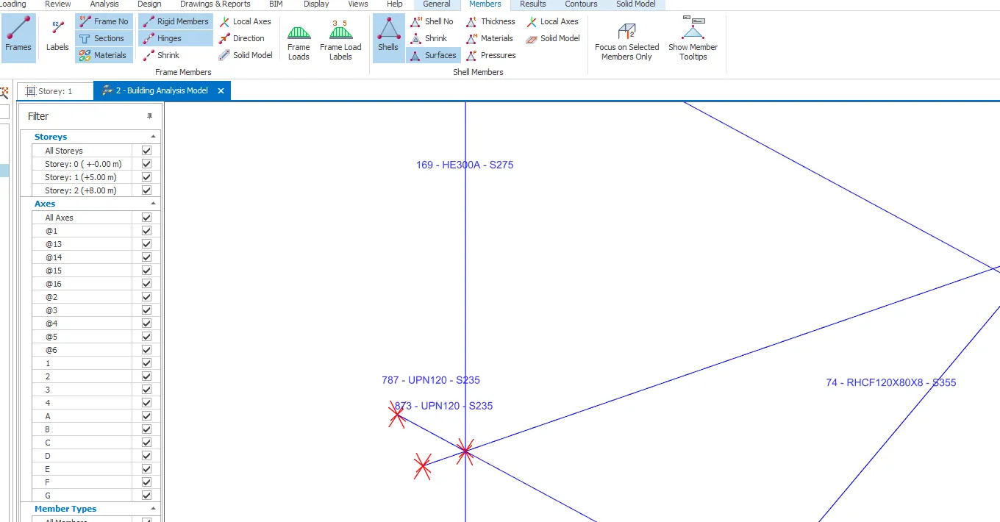 Loading Review Analysis Design Drawings & Reports BIM Display Views Help General Members Results Contours Solid Model
Frames
Labels
Frame No
Sections
Materials
Rigid Members
Hinges
Shrink
Local Axes
Direction
Solid Model
Frame Members
Frame
Loads
3 5
Frame Load
Labels
Shells
Shell No
Shrink
Surfaces
Thickness
Materials
Pressures
Local Axes
Solid Model
Shell Members
Focus on Selected
Members Only
Show Member
Tooltips
Storey: 1
2 - Building Analysis Model
Filter
Storeys
All Storeys
Storey: 0 ( +-0.00 m)
Storey: 1 (+5.00 m)
Storey: 2 (+8.00 m)
Axes
All Axes
@1
@13
@14
@15
@16
@2
@3
@4
@5
@6
1
2
3
4
A
B
C
D
E
F
G
Member Types
All Members
169 - HE300A - S275
787 - UPN120 - S235
873 - UPN120 - S235
74 - RHCF120X80X8 - S355